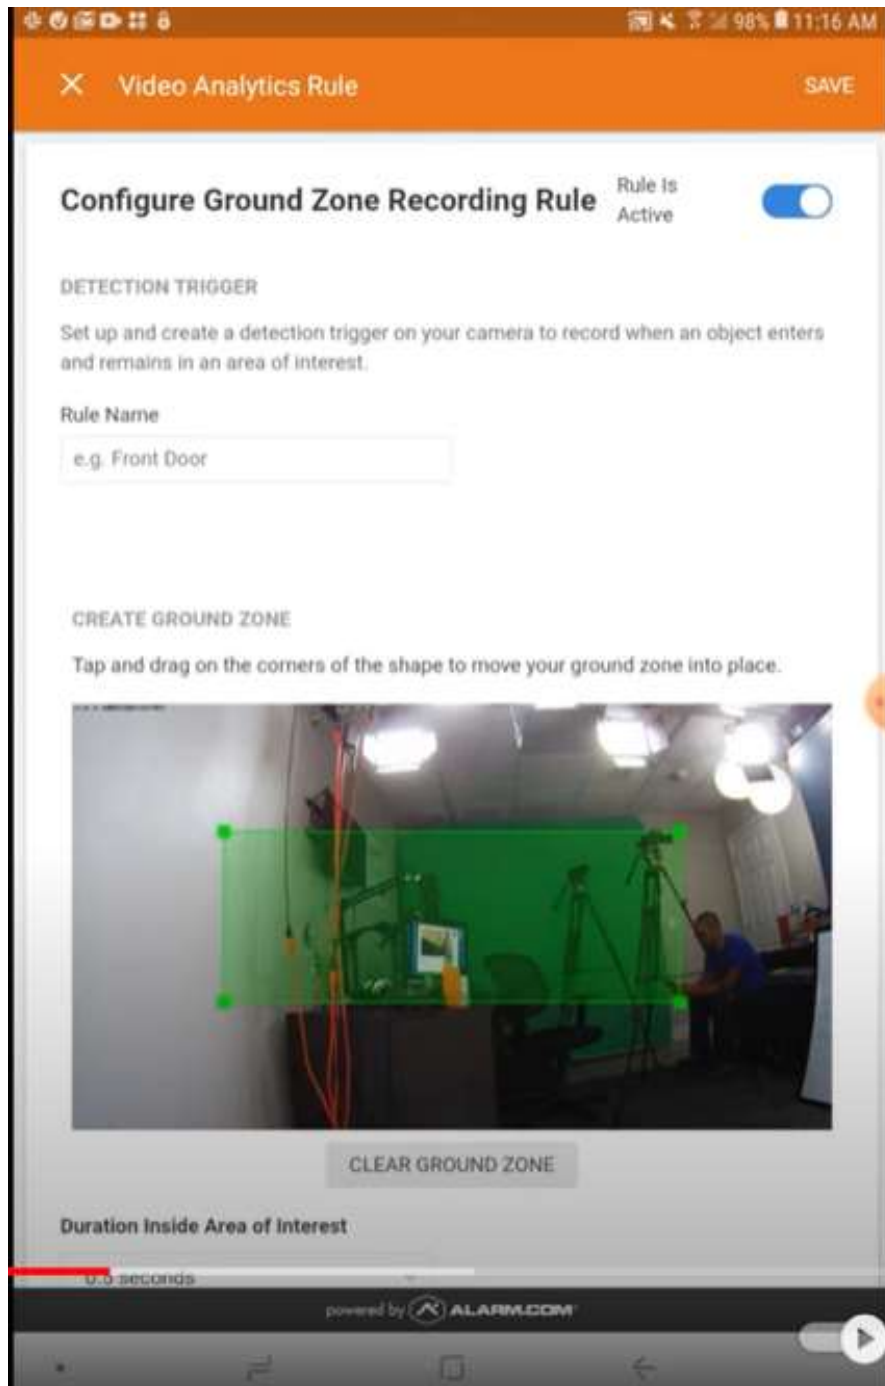 98% 11:16 AM
Video Analytics Rule
SAVE
Configure Ground Zone Recording Rule
Rule Is
Active
DETECTION TRIGGER
Set up and create a detection trigger on your camera to record when an object enters
and remains in an area of interest.
Rule Name
e.g. Front Door
CREATE GROUND ZONE
Tap and drag on the corners of the shape to move your ground zone into place.
CLEAR GROUND ZONE
Duration Inside Area of Interest
0.5 seconds
powered by ALARM.COM